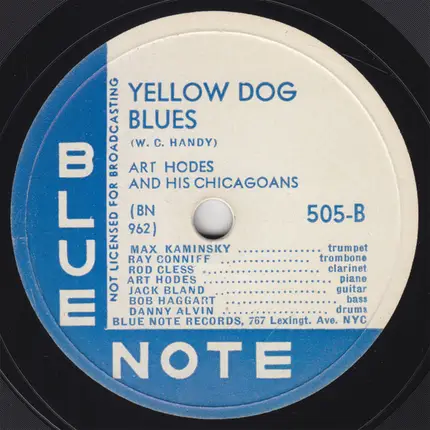 YELLOW DOG
BLUES
(W. C. HANDY)
ART HODES
AND HIS CHICAGOANS
(BN
962)
505-B
MAX KAMINSKY .............. trumpet
RAY CONNIFF .............. trombone
ROD CLESS .............. clarinet
ART HODES .............. piano
JACK BLAND .............. guitar
BOB HAGGART .............. bass
DANNY ALVIN .............. drums
BLUE NOTE RECORDS, 767 Lexingt. Ave. NYC
NOT LICENSED FOR BROADCASTING
BLUE
NOTE